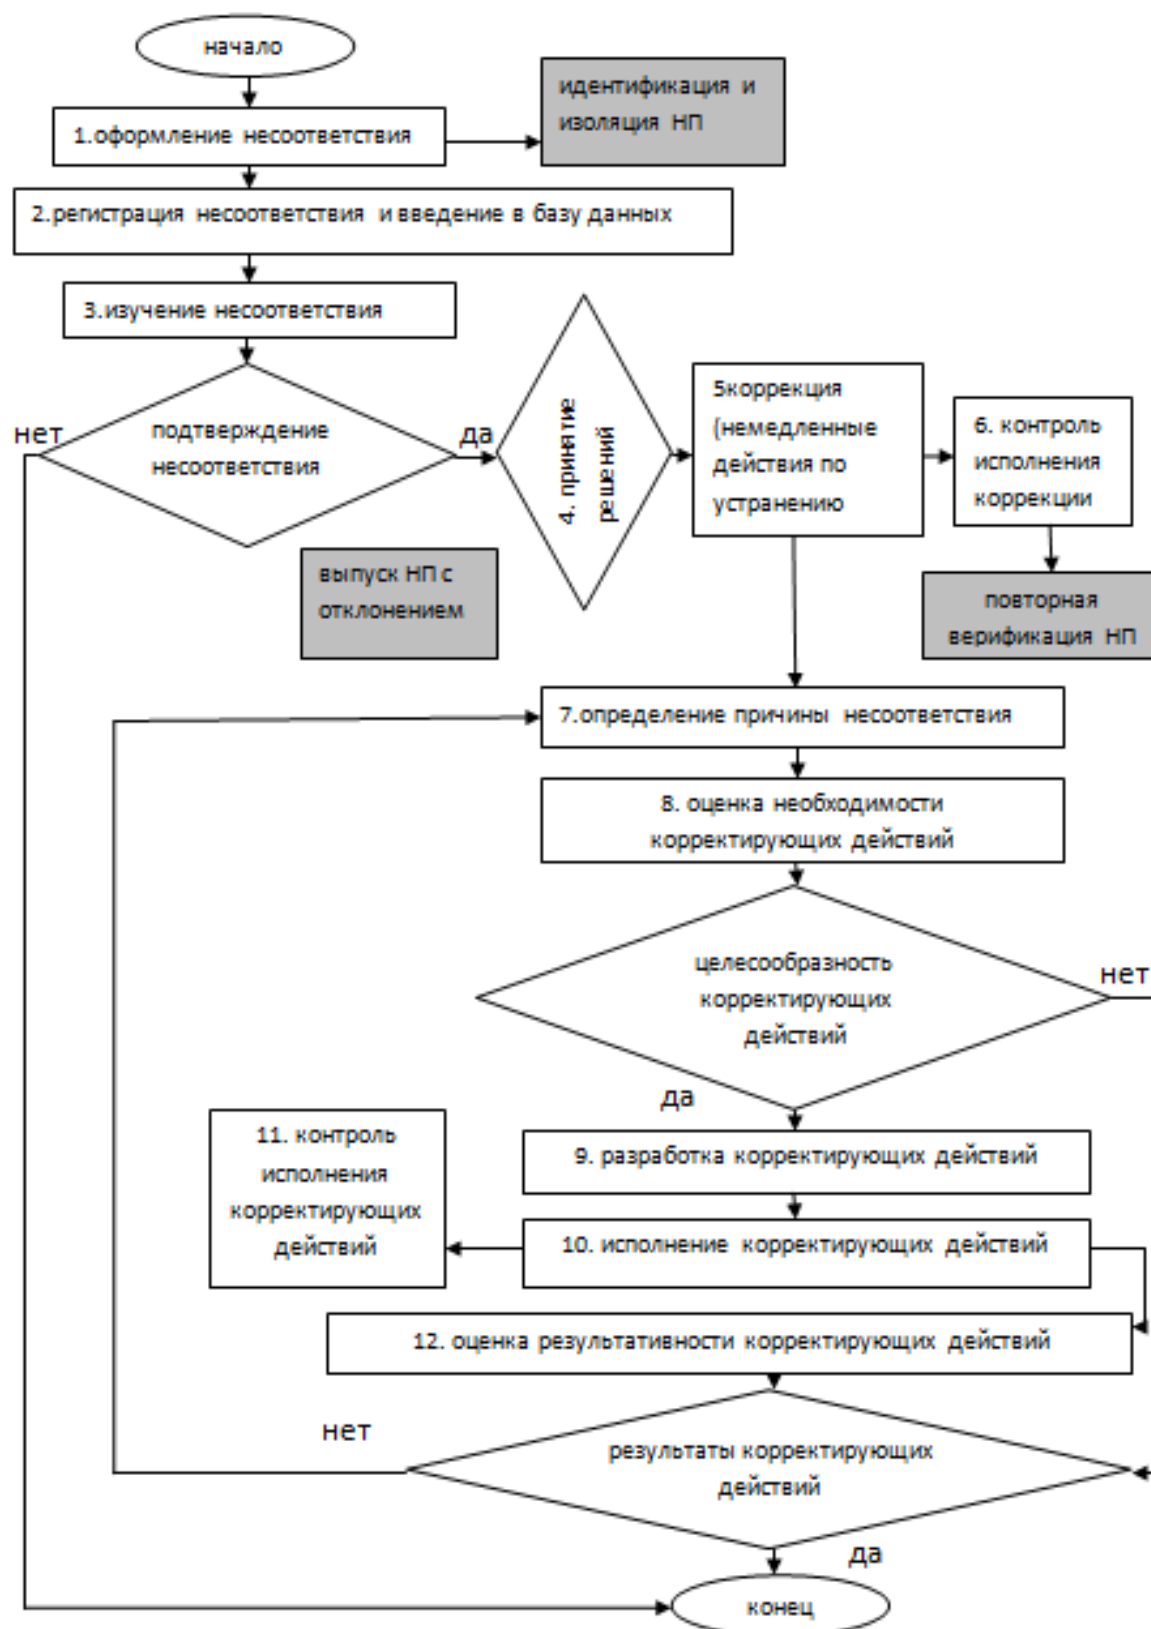 начало
идентификация и
изоляция НП
1.оформление несоответствия
2.регистрация несоответствия и введение в базу данных
3.изучение несоответствия
нет
подтверждение
несоответствия
да
4. принятие
решений
5коррекция
(немедленные
действия по
устранению
6. контроль
исполнения
коррекции
выпуск НП с
отклонением
повторная
верификация НП
7.определение причины несоответствия
8. оценка необходимости
корректирующих действий
целесообразность
корректирующих
действий
нет
да
9. разработка корректирующих действий
11. контроль
исполнения
корректирующих
действий
10. исполнение корректирующих действий
12. оценка результативности корректирующих действий
нет
результаты корректирующих
действий
да
конец